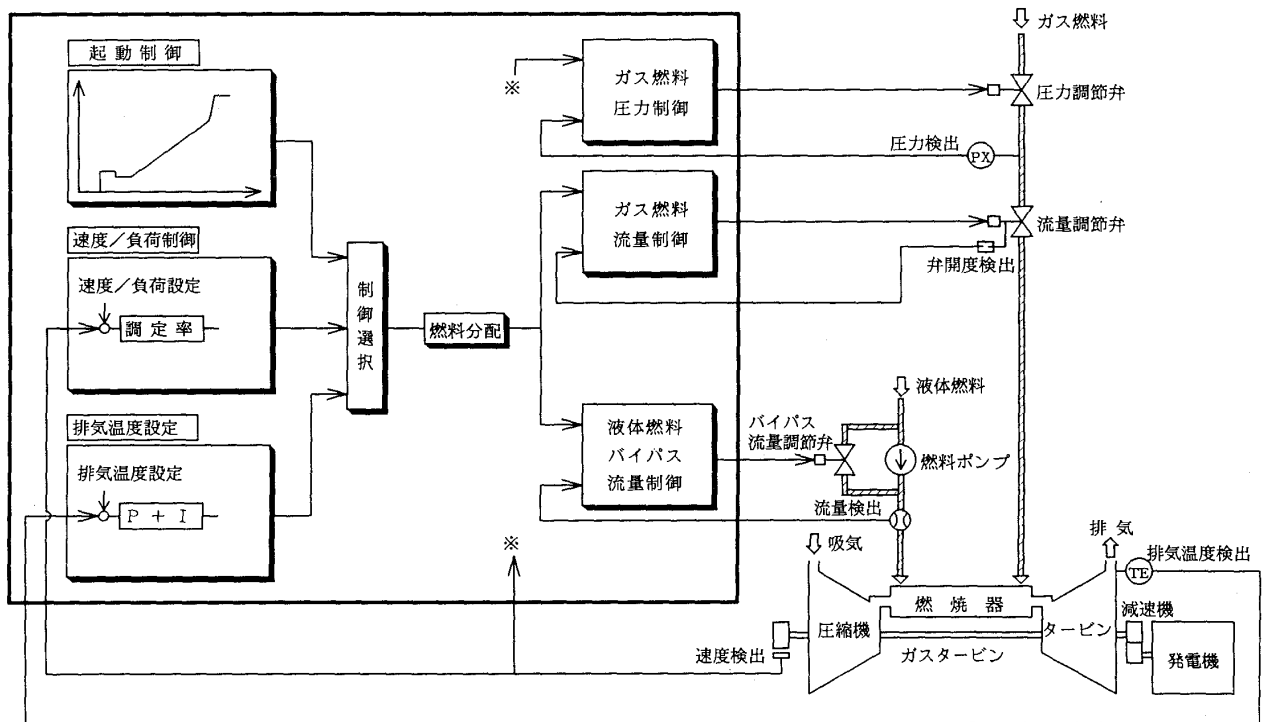 起動制御
速度／負荷制御
速度／負荷設定
調定率
排気温度設定
排気温度設定
P + I
制御選択
燃料分配
※
ガス燃料
圧力制御
ガス燃料
流量制御
液体燃料
バイパス
流量制御
※
ガス燃料
圧力調節弁
圧力検出
PX
流量調節弁
弁開度検出
液体燃料
バイパス
流量調節弁
燃料ポンプ
流量検出
吸気
排気
排気温度検出
TE
燃焼器
減速機
圧縮機
タービン
ガスタービン
速度検出
発電機